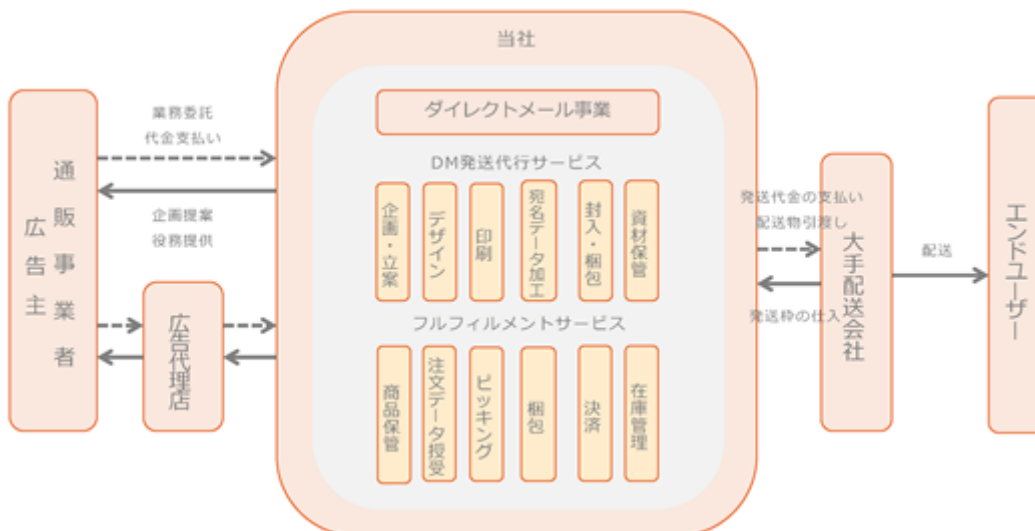 当社
ダイレクトメール事業
DM発送代行サービス
企画・立案
デザイン
印刷
宛名データ加工
封入・梱包
資材保管
フルフィルメントサービス
商品保管
注文データ授受
ピッキング
梱包
決済
在庫管理
通販事業者
広告主
業務委託
代金支払い
企画提案
役務提供
広告代理店
発送代金の支払い
配送物引渡し
発送枠の仕入
大手配送会社
配送
エンドユーザー